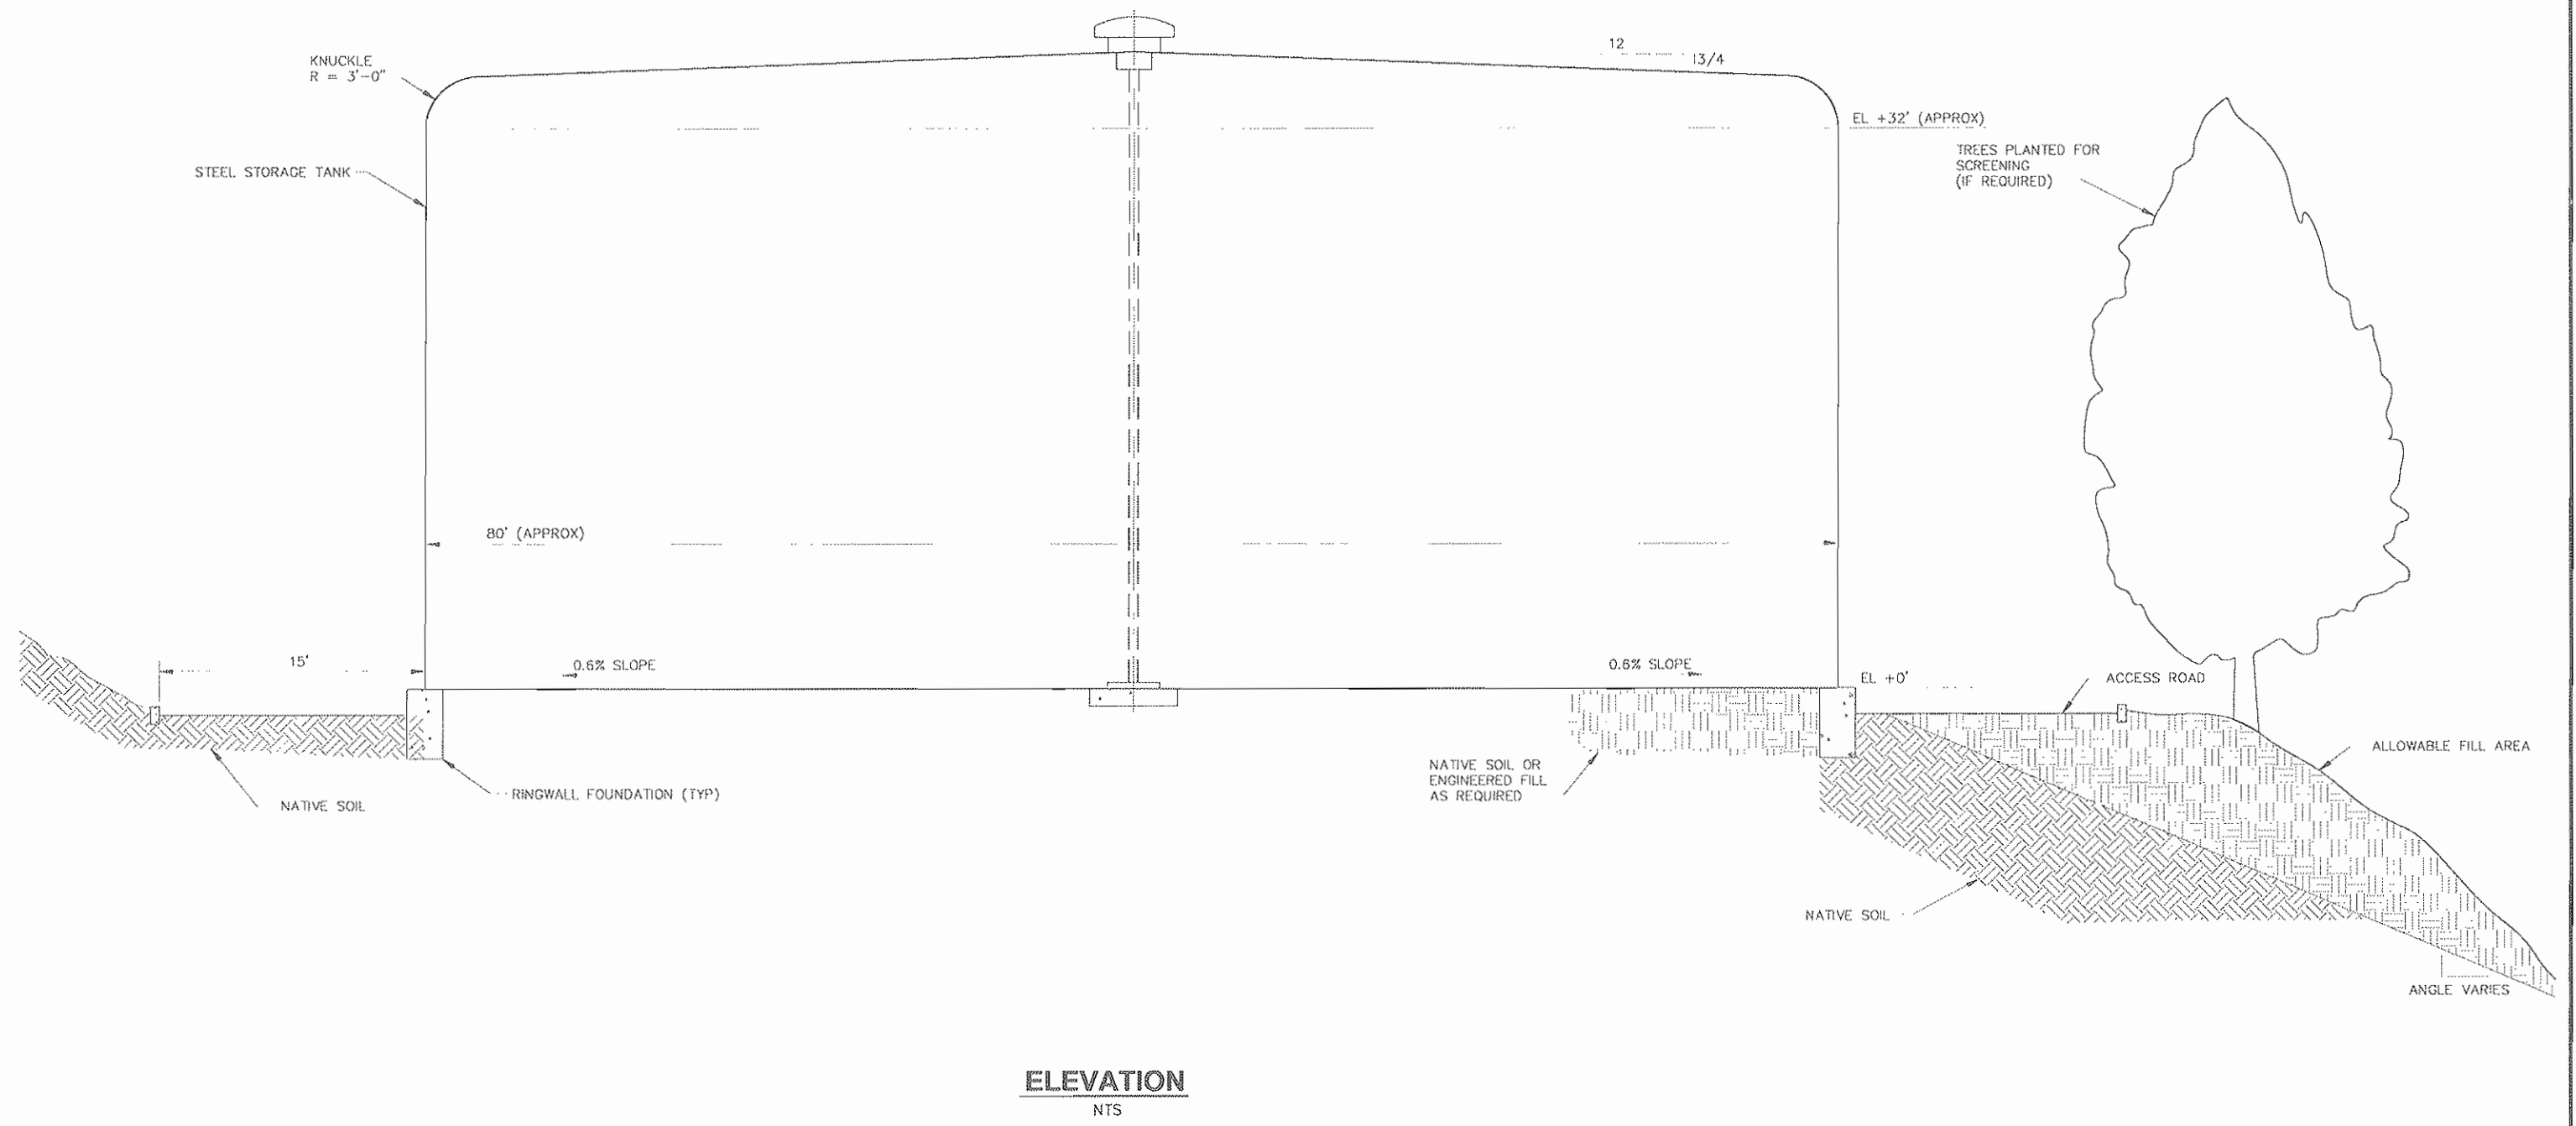 12
3/4
KNUCKLE
R = 3'-0"
EL +32' (APPROX)
TREES PLANTED FOR
SCREENING
(IF REQUIRED)
STEEL STORAGE TANK
80' (APPROX)
15'
0.6% SLOPE
0.6% SLOPE
EL +0'
ACCESS ROAD
ALLOWABLE FILL AREA
NATIVE SOIL OR
ENGINEERED FILL
AS REQUIRED
RINGWALL FOUNDATION (TYP)
NATIVE SOIL
NATIVE SOIL
ANGLE VARIES
ELEVATION
NTS